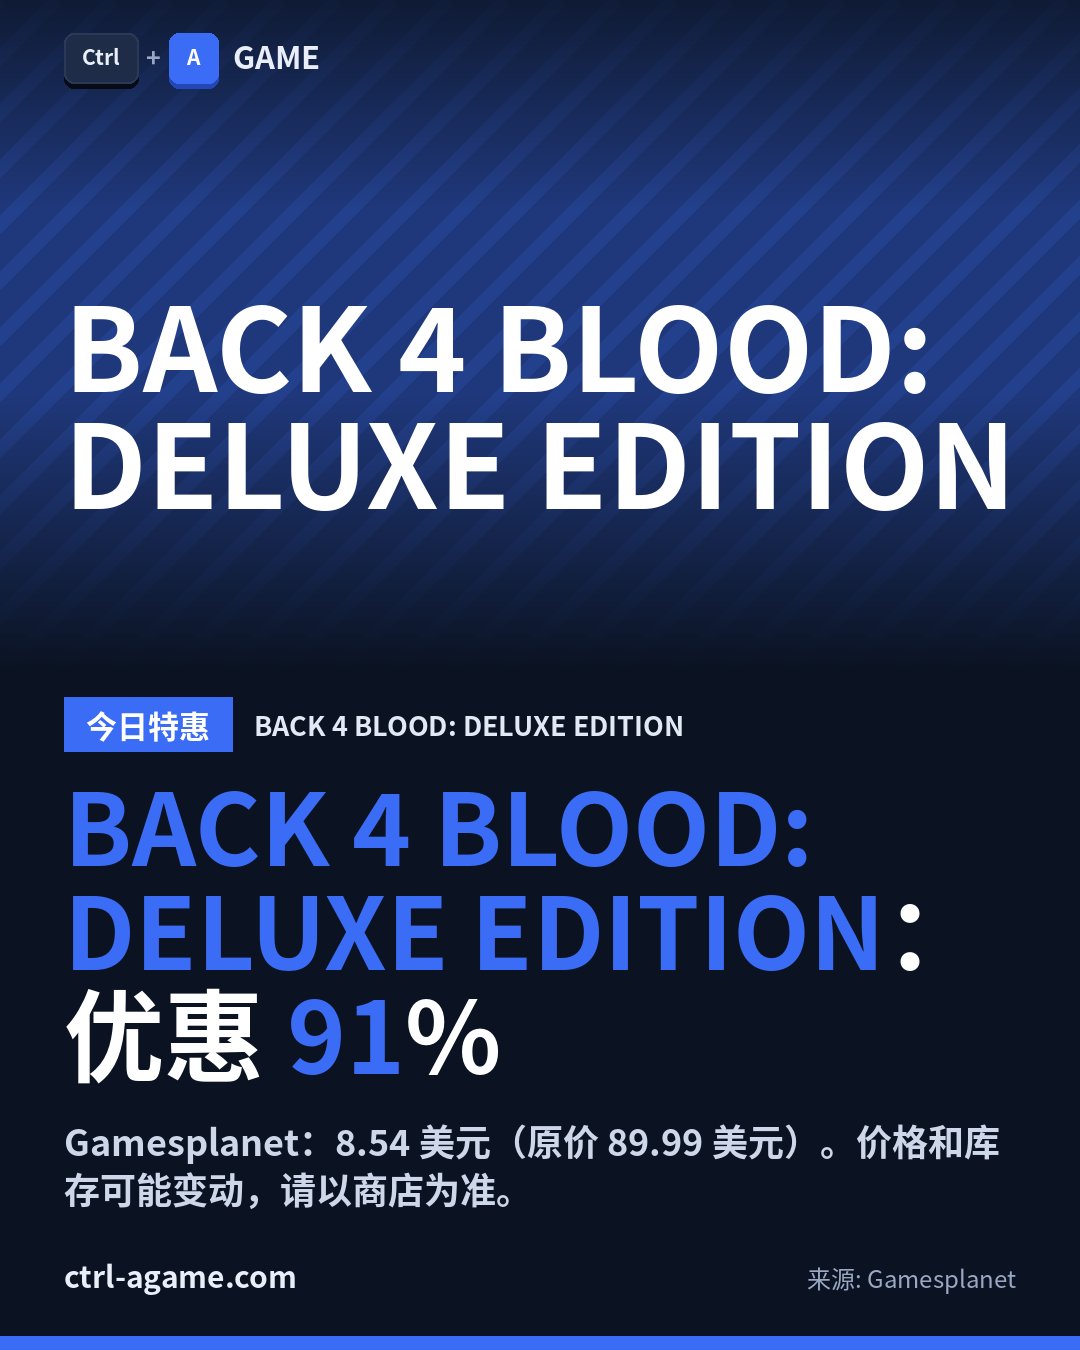 Ctrl + A GAME
BACK 4 BLOOD:
DELUXE EDITION
今日特惠 BACK 4 BLOOD: DELUXE EDITION
BACK 4 BLOOD:
DELUXE EDITION：
优惠 91%
Gamesplanet：8.54 美元（原价 89.99 美元）。价格和库
存可能变动，请以商店为准。
ctrl-agame.com 来源: Gamesplanet